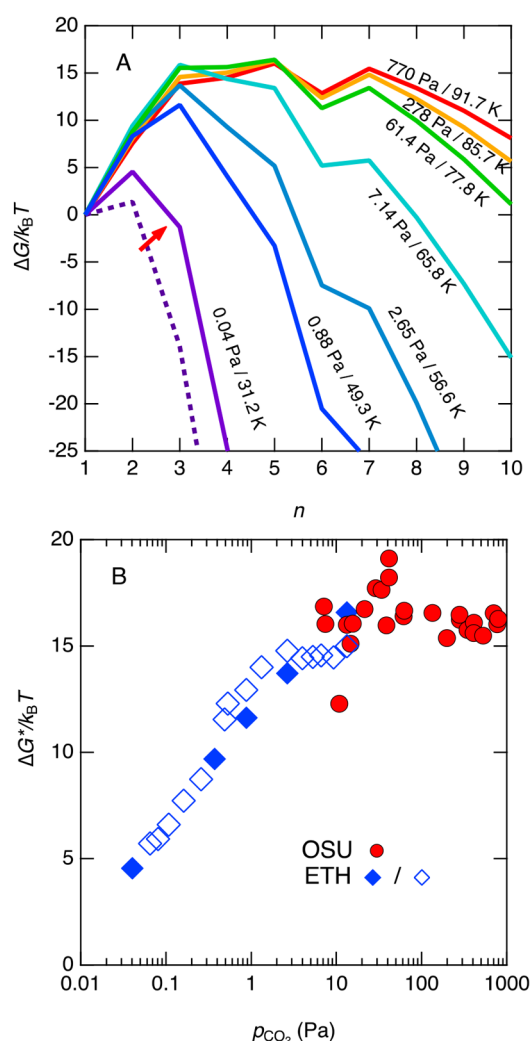 A
20
15
10
5
0
-5
-10
-15
-20
-25
ΔG/kBT
770 Pa / 91.7 K
278 Pa / 85.7 K
61.4 Pa / 77.8 K
7.14 Pa / 65.8 K
2.65 Pa / 56.6 K
0.88 Pa / 49.3 K
0.04 Pa / 31.2 K
1 2 3 4 5 6 7 8 9 10
n
B
20
15
10
5
0
ΔG*/kBT
OSU
ETH /
0.01 0.1 1 10 100 1000
pCO2 (Pa)